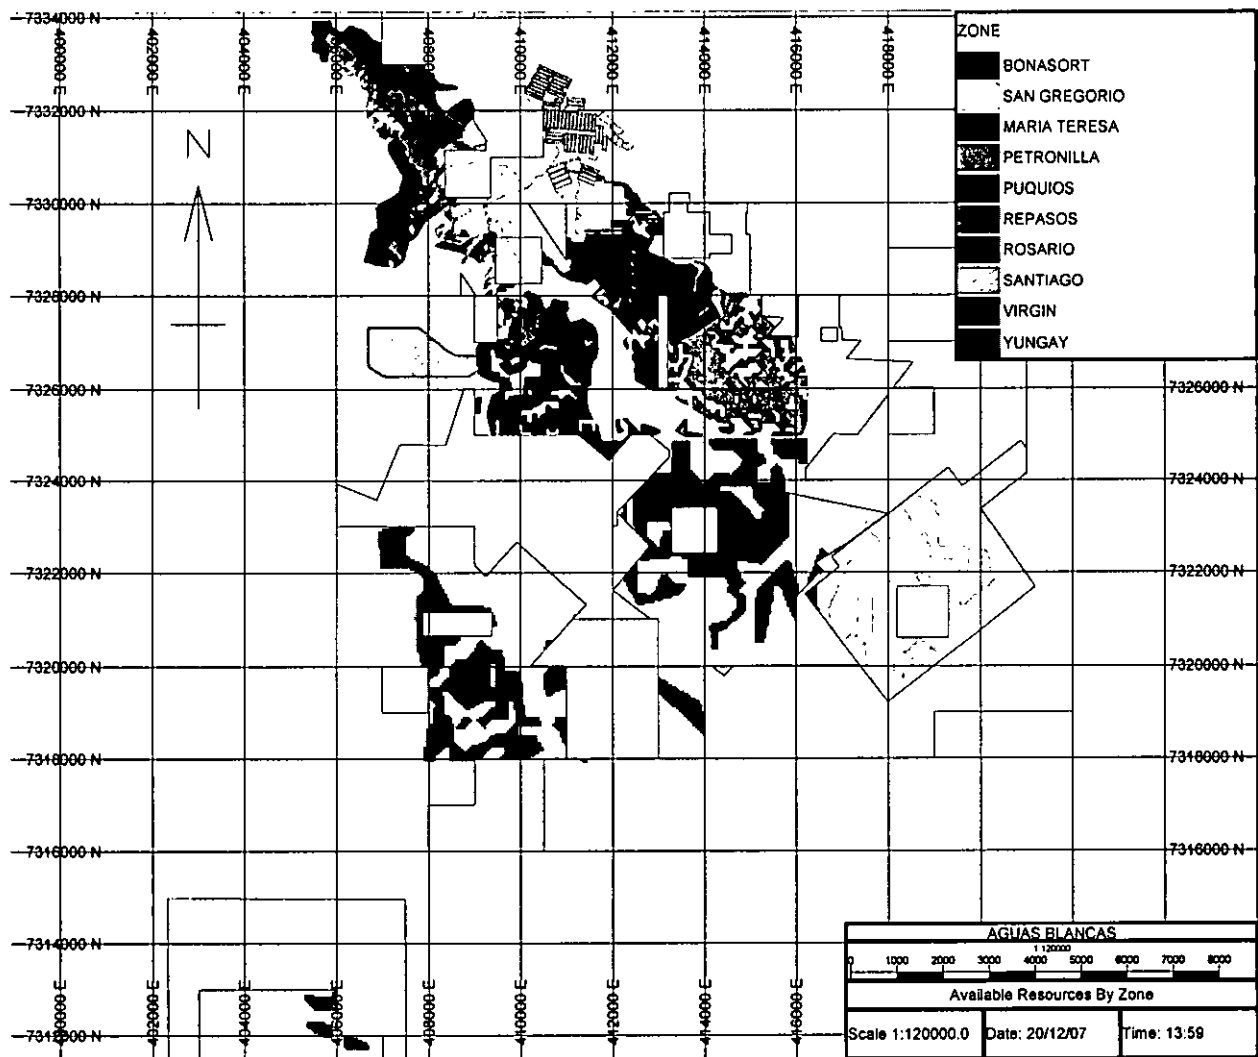 7334000 N
400000 E
402000 E
404000 E
406000 E
408000 E
410000 E
412000 E
414000 E
416000 E
418000 E
ZONE
BONASORT
SAN GREGORIO
MARIA TERESA
PETRONILLA
PUQUIOS
REPASOS
ROSARIO
SANTIAGO
VIRGIN
YUNGAY
7332000 N
N
7330000 N
7328000 N
7326000 N
7326000 N
7324000 N
7324000 N
7322000 N
7322000 N
7320000 N
7320000 N
7318000 N
7318000 N
7316000 N
7316000 N
7314000 N
7312000 N
400000 E
402000 E
404000 E
406000 E
408000 E
410000 E
412000 E
414000 E
416000 E
AGUAS BLANCAS
1 120000
0 1000 2000 3000 4000 5000 6000 7000 8000
Available Resources By Zone
Scale 1:120000.0 Date: 20/12/07 Time: 13:59